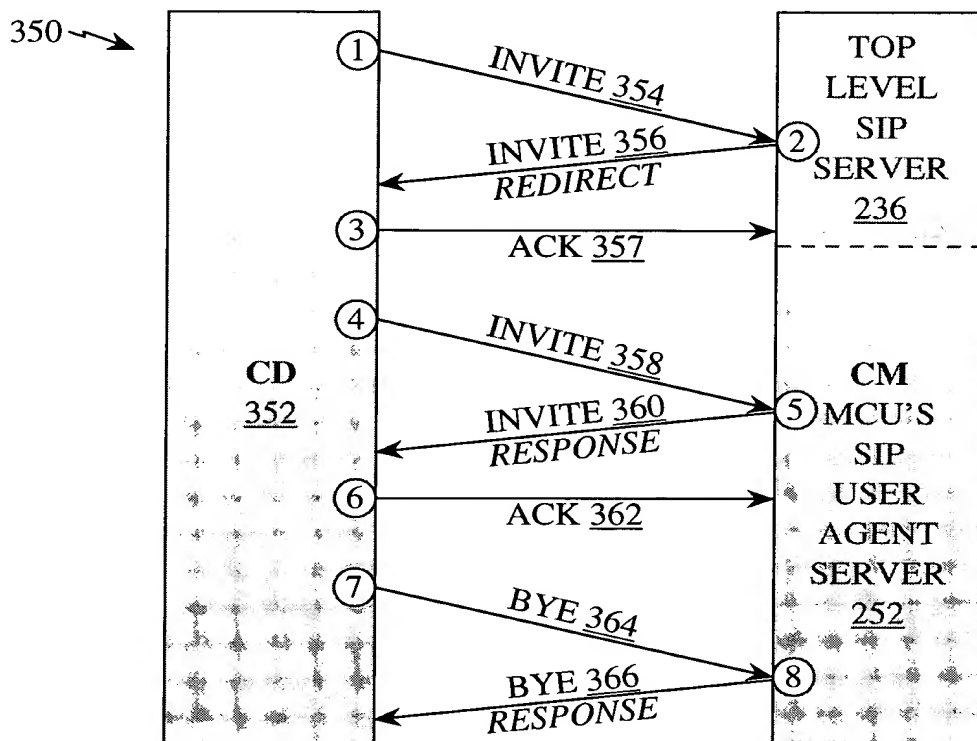 350
1
INVITE 354
TOP
LEVEL
SIP
SERVER
236
2
INVITE 356
REDIRECT
3
ACK 357
4
INVITE 358
CD
352
CM
MCU'S
SIP
USER
AGENT
SERVER
252
5
INVITE 360
RESPONSE
6
ACK 362
7
BYE 364
8
BYE 366
RESPONSE